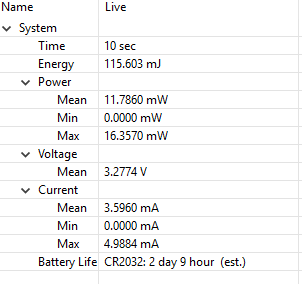 Name Live
System
Time 10 sec
Energy 115.603 mJ
Power
Mean 11.7860 mW
Min 0.0000 mW
Max 16.3570 mW
Voltage
Mean 3.2774 V
Current
Mean 3.5960 mA
Min 0.0000 mA
Max 4.9884 mA
Battery Life CR2032: 2 day 9 hour (est.)